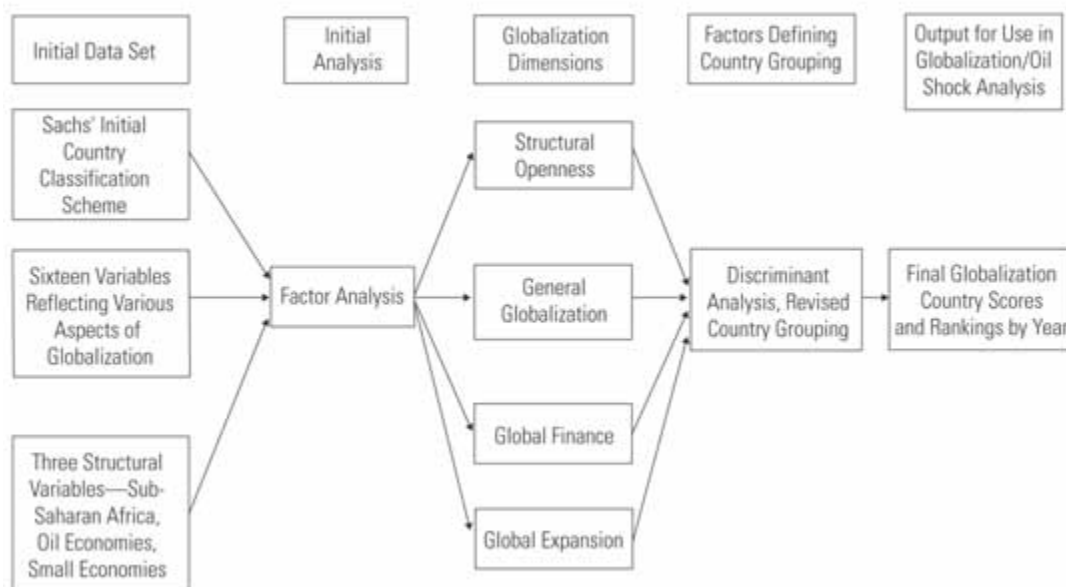 Initial Data Set
Initial
Analysis
Globalization
Dimensions
Factors Defining
Country Grouping
Output for Use in
Globalization/Oil
Shock Analysis
Sachs' Initial
Country
Classification
Scheme
Sixteen Variables
Reflecting Various
Aspects of
Globalization
Three Structural
Variables—Sub-
Saharan Africa,
Oil Economies,
Small Economies
Factor Analysis
Structural
Openness
General
Globalization
Global Finance
Global Expansion
Discriminant
Analysis, Revised
Country Grouping
Final Globalization
Country Scores
and Rankings by Year